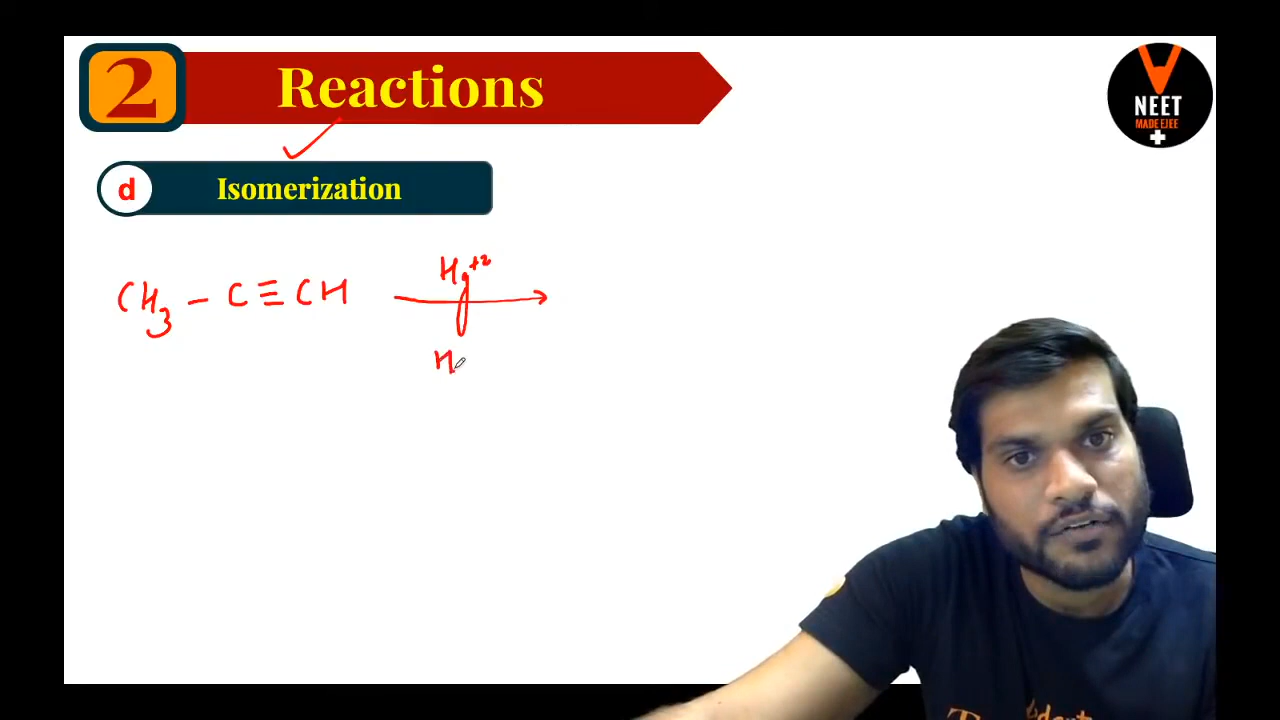 2 Reactions
NEET
MADE EJEE
d Isomerization
CH₃ – C ≡ CH
Hg⁺²
H